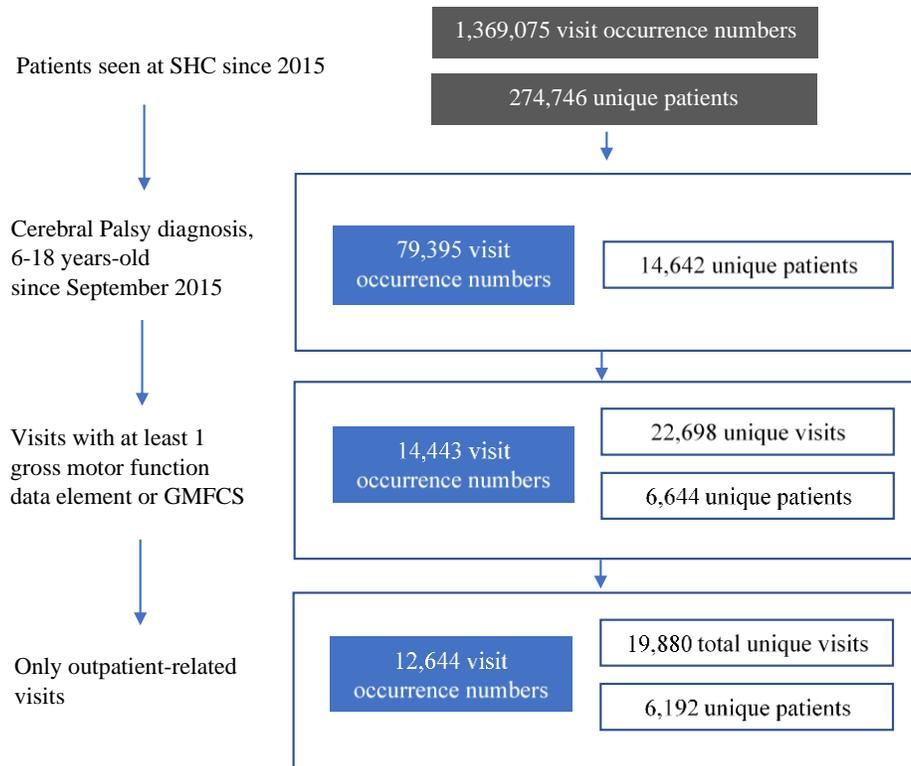 1,369,075 visit occurrence numbers
Patients seen at SHC since 2015
274,746 unique patients
Cerebral Palsy diagnosis,
6-18 years-old
since September 2015
79,395 visit
occurrence numbers
14,642 unique patients
Visits with at least 1
gross motor function
data element or GMFCS
14,443 visit
occurrence numbers
22,698 unique visits
6,644 unique patients
Only outpatient-related
visits
12,644 visit
occurrence numbers
19,880 total unique visits
6,192 unique patients